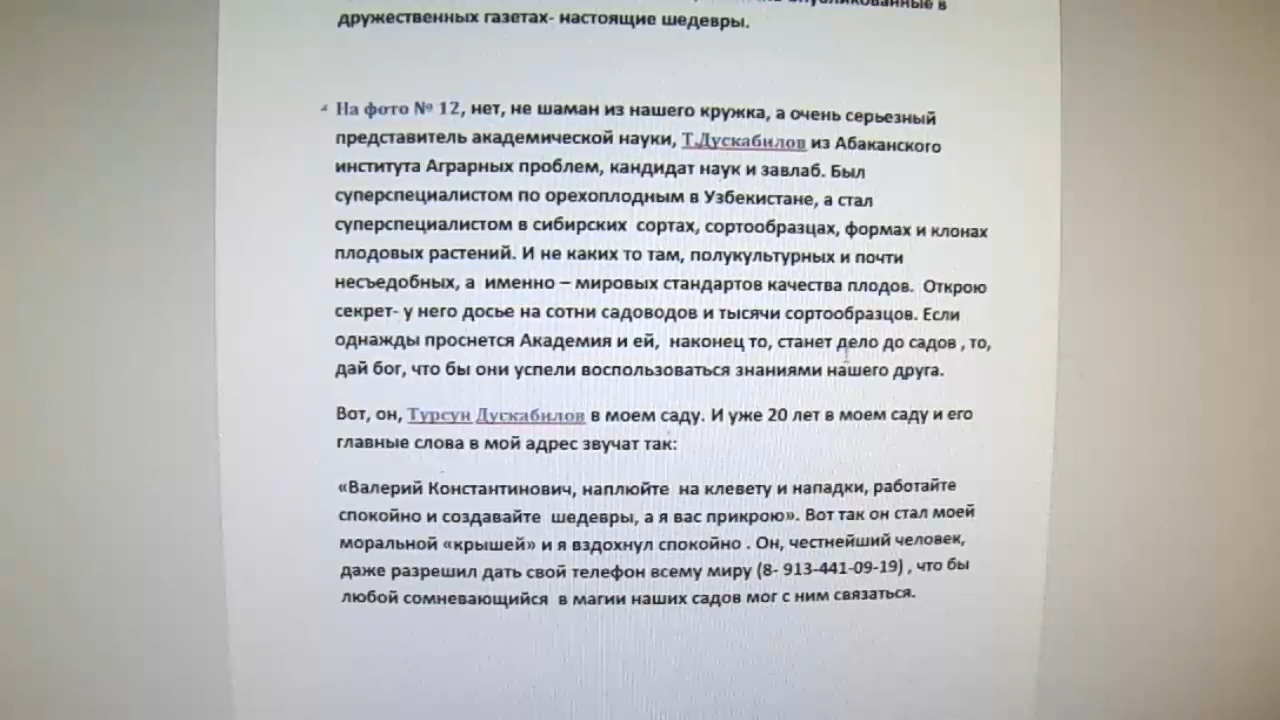 опубликованные в
дружественных газетах- настоящие шедевры.
На фото № 12, нет, не шаман из нашего кружка, а очень серьезный
представитель академической науки, Т.Дускабилов из Абаканского
института Аграрных проблем, кандидат наук и завлаб. Был
суперспециалистом по орехоплодным в Узбекистане, а стал
суперспециалистом в сибирских сортах, сортообразцах, формах и клонах
плодовых растений. И не каких то там, полукультурных и почти
несъедобных, а именно – мировых стандартов качества плодов. Открою
секрет- у него досье на сотни садоводов и тысячи сортообразцов. Если
однажды проснется Академия и ей, наконец то, станет дело до садов , то,
дай бог, что бы они успели воспользоваться знаниями нашего друга.
Вот, он, Турсун Дускабилов в моем саду. И уже 20 лет в моем саду и его
главные слова в мой адрес звучат так:
«Валерий Константинович, наплюйте на клевету и нападки, работайте
спокойно и создавайте шедевры, а я вас прикрою». Вот так он стал моей
моральной «крышей» и я вздохнул спокойно . Он, честнейший человек,
даже разрешил дать свой телефон всему миру (8- 913-441-09-19) , что бы
любой сомневающийся в магии наших садов мог с ним связаться.